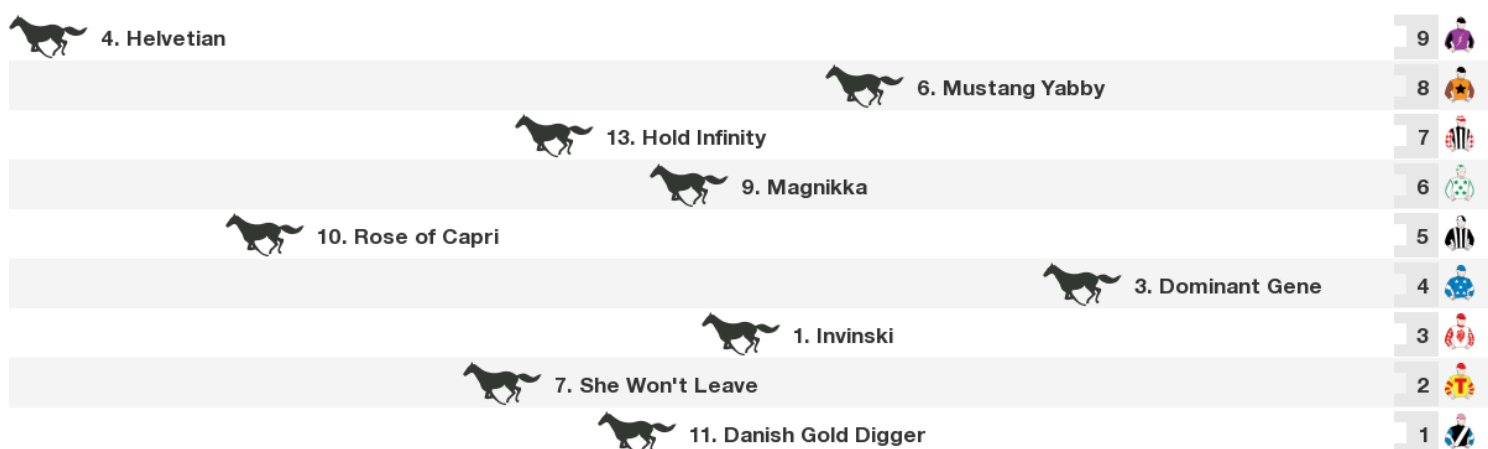 4. Helvetian 9
6. Mustang Yabby 8
13. Hold Infinity 7
9. Magnikka 6
10. Rose of Capri 5
3. Dominant Gene 4
1. Invinski 3
7. She Won't Leave 2
T
11. Danish Gold Digger 1